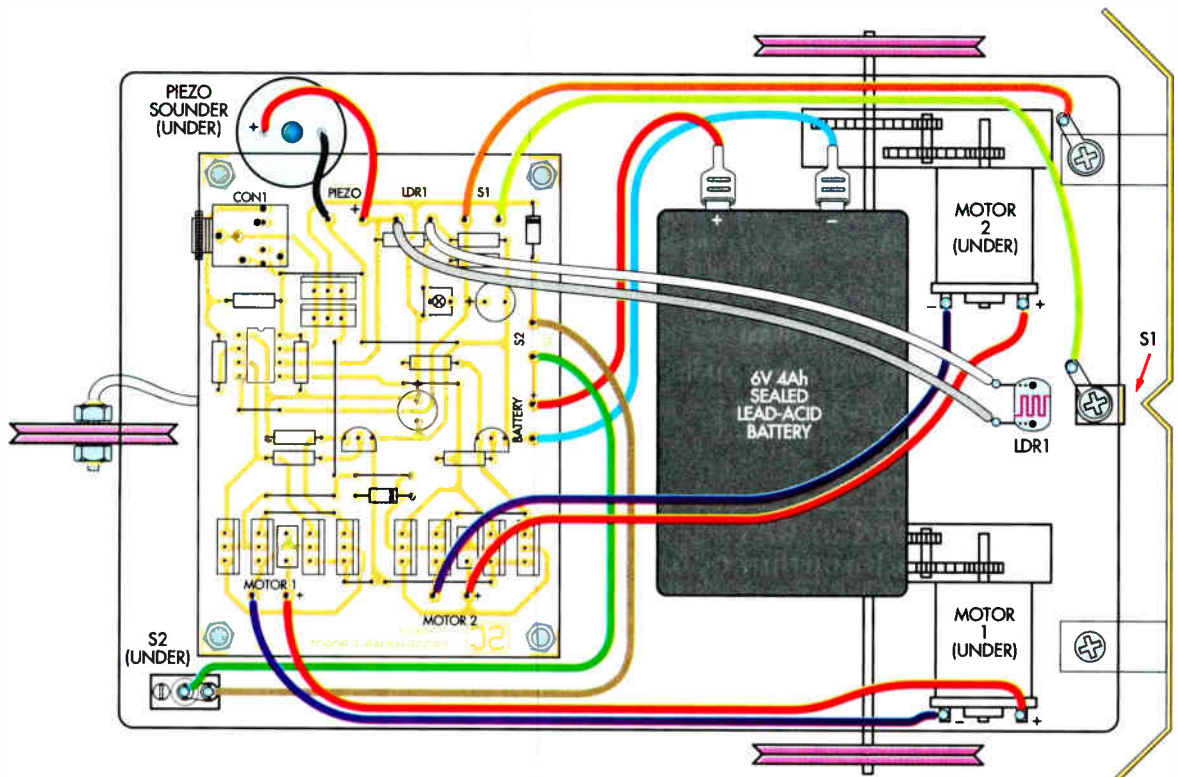 PIEZO
SOUNDER
(UNDER)
+
CON1
PIEZO
+
LDR1
S1
+
−
MOTOR
2
(UNDER)
−
+
S1
+
S2
6V 4Ah
SEALED
LEAD-ACID
BATTERY
LDR1
+
BATTERY
MOTOR 1
+
+
MOTOR 2
SC
MOTOR
1
(UNDER)
−
+
S2
(UNDER)